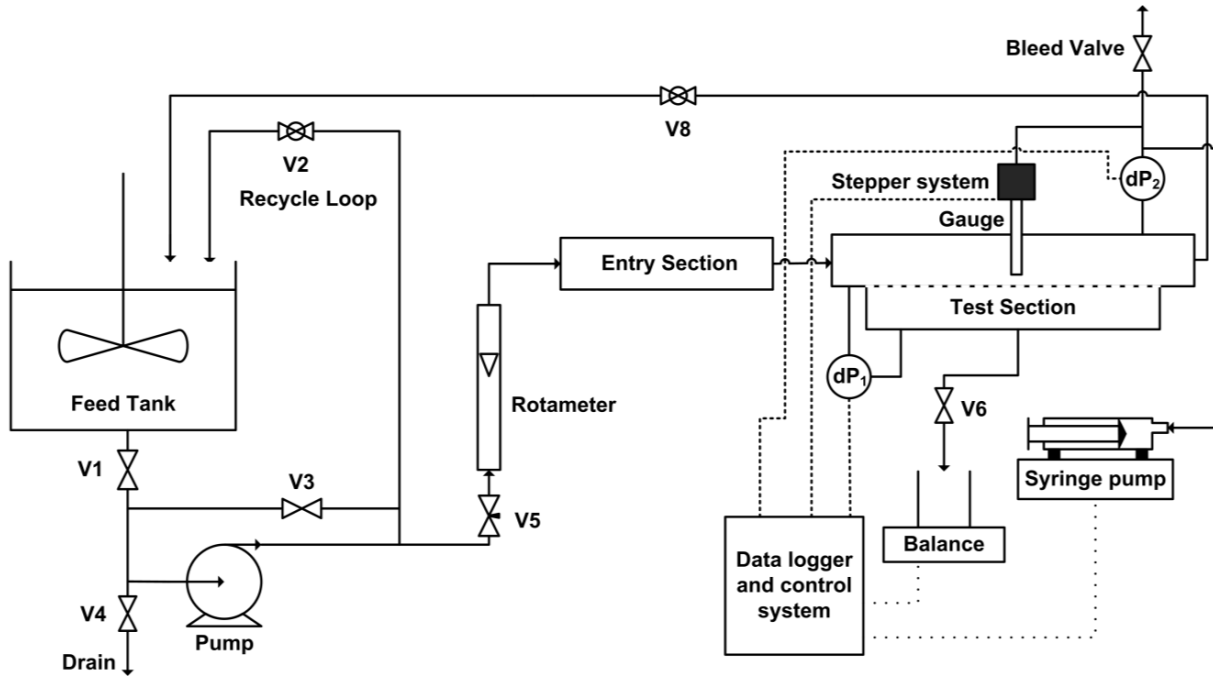 Bleed Valve
V8
V2
Recycle Loop
Stepper system
dP2
Gauge
Entry Section
Test Section
Feed Tank
Rotameter
dP1
V6
V1
V3
V5
Syringe pump
Balance
Data logger
and control
system
V4
Pump
Drain